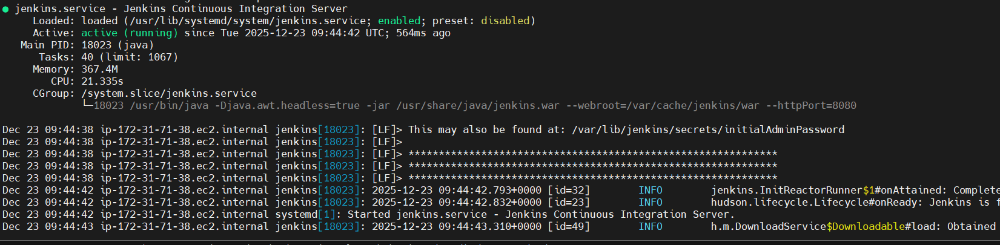 ● jenkins.service - Jenkins Continuous Integration Server
     Loaded: loaded (/usr/lib/systemd/system/jenkins.service; enabled; preset: disabled)
     Active: active (running) since Tue 2025-12-23 09:44:42 UTC; 564ms ago
   Main PID: 18023 (java)
      Tasks: 40 (limit: 1067)
     Memory: 367.4M
        CPU: 21.335s
     CGroup: /system.slice/jenkins.service
             └─18023 /usr/bin/java -Djava.awt.headless=true -jar /usr/share/java/jenkins.war --webroot=/var/cache/jenkins/war --httpPort=8080
Dec 23 09:44:38 ip-172-31-71-38.ec2.internal jenkins[18023]: [LF]> This may also be found at: /var/lib/jenkins/secrets/initialAdminPassword
Dec 23 09:44:38 ip-172-31-71-38.ec2.internal jenkins[18023]: [LF]>
Dec 23 09:44:38 ip-172-31-71-38.ec2.internal jenkins[18023]: [LF]> *************************************************************
Dec 23 09:44:38 ip-172-31-71-38.ec2.internal jenkins[18023]: [LF]> *************************************************************
Dec 23 09:44:38 ip-172-31-71-38.ec2.internal jenkins[18023]: [LF]> *************************************************************
Dec 23 09:44:42 ip-172-31-71-38.ec2.internal jenkins[18023]: 2025-12-23 09:44:42.793+0000 [id=32]        INFO        jenkins.InitReactorRunner$1#onAttained: Complete
Dec 23 09:44:42 ip-172-31-71-38.ec2.internal jenkins[18023]: 2025-12-23 09:44:42.832+0000 [id=23]        INFO        hudson.lifecycle.Lifecycle#onReady: Jenkins is f
Dec 23 09:44:42 ip-172-31-71-38.ec2.internal systemd[1]: Started jenkins.service - Jenkins Continuous Integration Server.
Dec 23 09:44:43 ip-172-31-71-38.ec2.internal jenkins[18023]: 2025-12-23 09:44:43.310+0000 [id=49]        INFO        h.m.DownloadService$Downloadable#load: Obtained